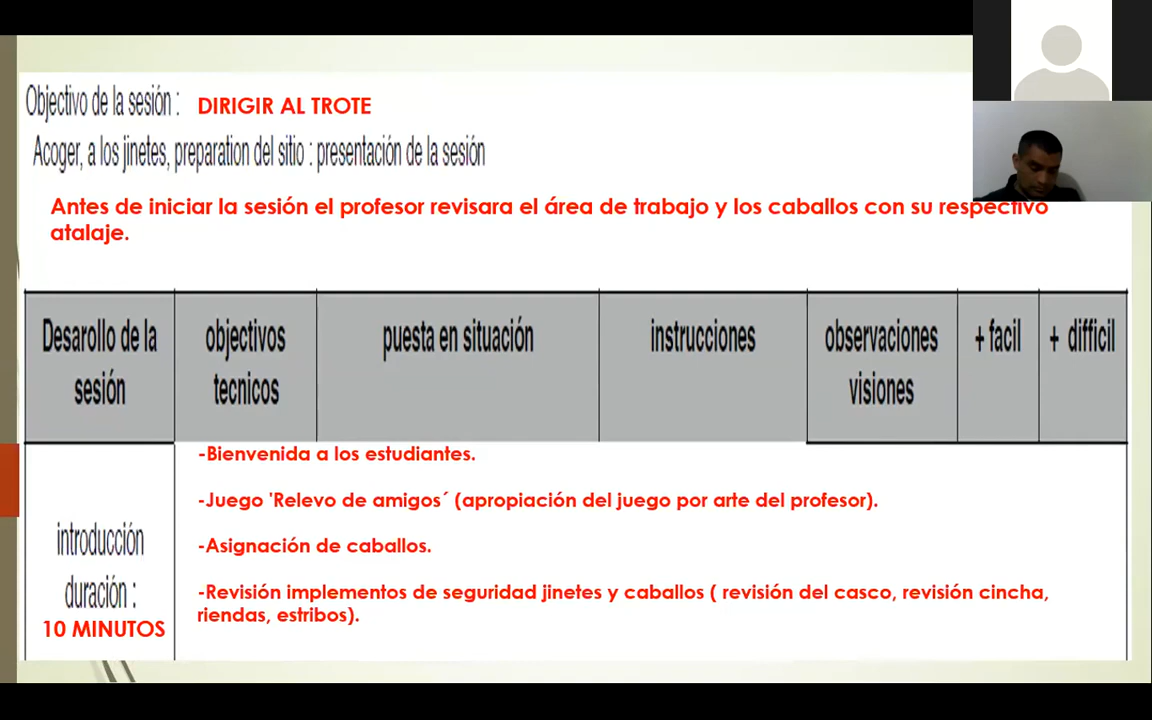 Objectivo de la sesión : DIRIGIR AL TROTE
Acoger, a los jinetes, preparation del sitio : presentación de la sesión
Antes de iniciar la sesión el profesor revisara el área de trabajo y los caballos con su respectivo
atalaje.
Desarollo de la
sesión
objectivos
tecnicos
puesta en situación
instrucciones
observaciones
visiones
+ facil
+ difficil
introducción
duración :
10 MINUTOS
-Bienvenida a los estudiantes.
-Juego 'Relevo de amigos´ (apropiación del juego por arte del profesor).
-Asignación de caballos.
-Revisión implementos de seguridad jinetes y caballos ( revisión del casco, revisión cincha,
riendas, estribos).